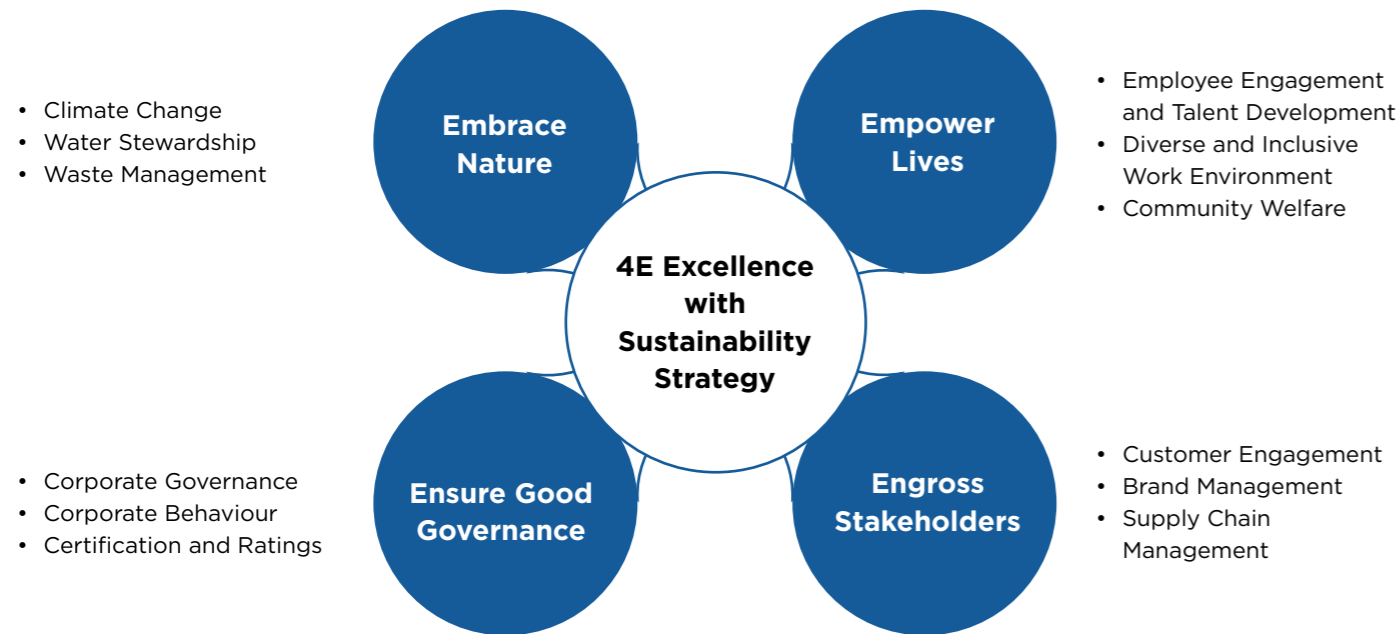 • Climate Change
• Water Stewardship
• Waste Management
Embrace
Nature
Empower
Lives
• Employee Engagement
and Talent Development
• Diverse and Inclusive
Work Environment
• Community Welfare
4E Excellence
with
Sustainability
Strategy
• Corporate Governance
• Corporate Behaviour
• Certification and Ratings
Ensure Good
Governance
Engross
Stakeholders
• Customer Engagement
• Brand Management
• Supply Chain
Management